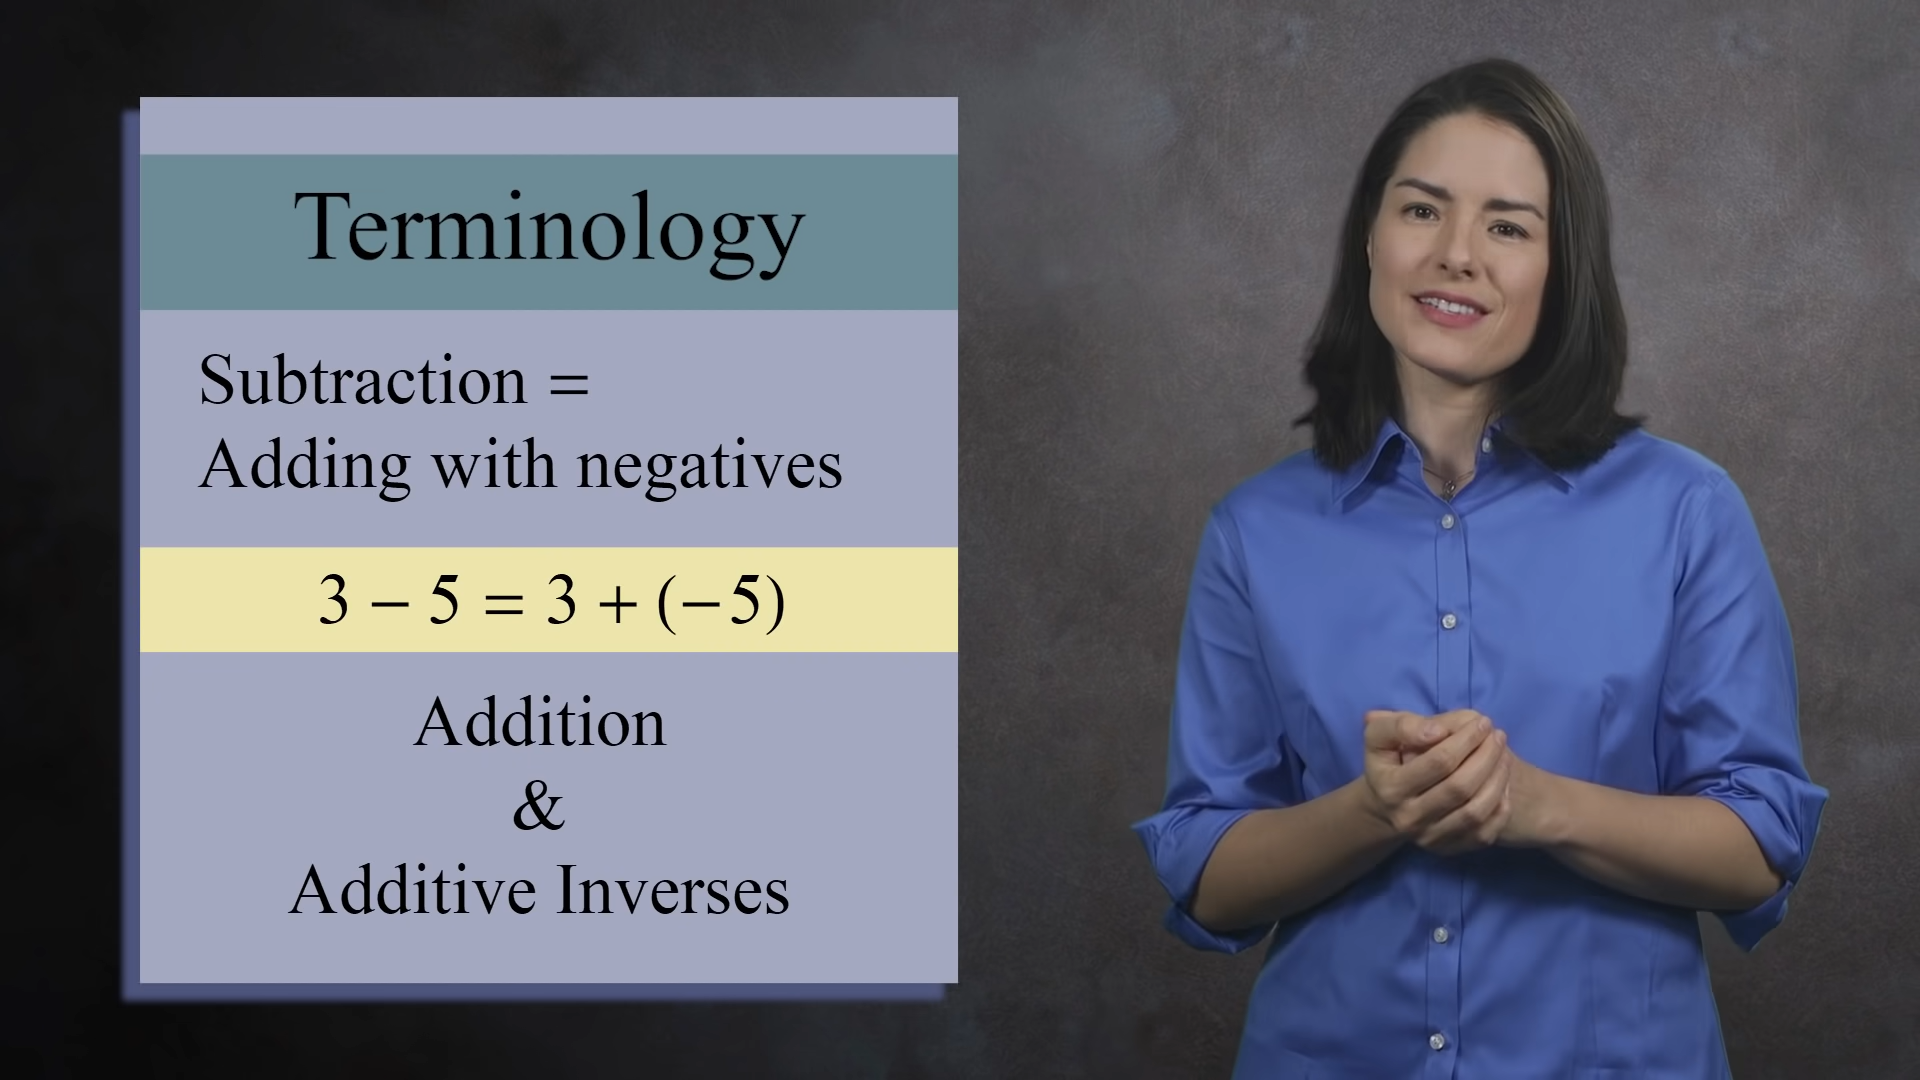 Terminology
Subtraction =
Adding with negatives
3 − 5 = 3 + (−5)
Addition
&
Additive Inverses